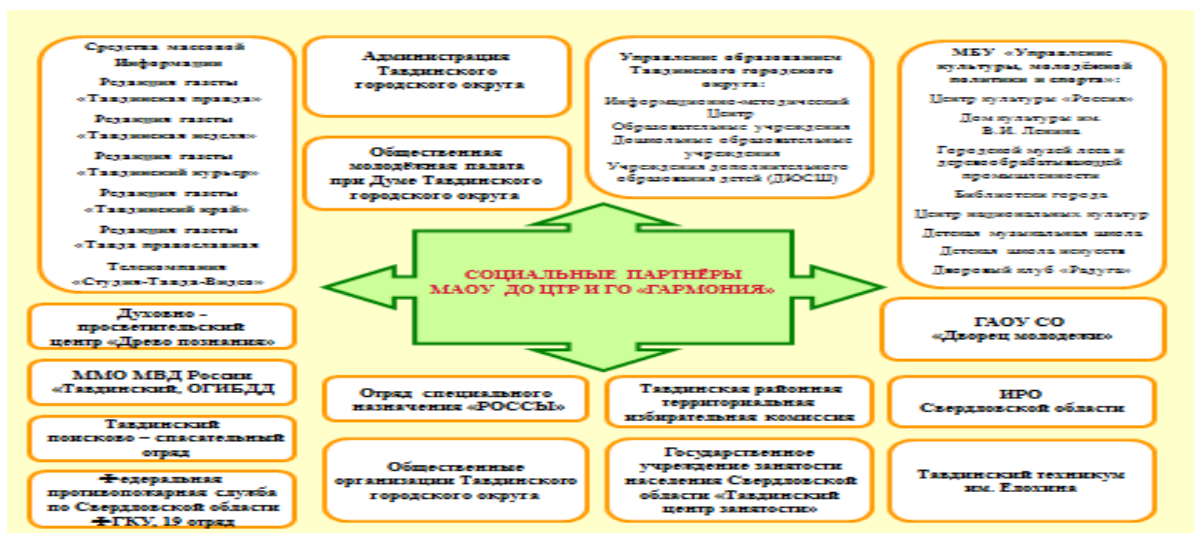 Средства массовой
Информации
Редакция газеты
«Тавдинская правда»
Редакция газеты
«Тавдинская неделя»
Редакция газеты
«Тавдинский курьер»
Редакция газеты
«Тавдинский край»
Редакция газеты
«Тавда православная
Телекомпания
«Студия-Тавда-Видео»
Администрация
Тавдинского
городского округа
Общественная
молодёжная палата
при Думе Тавдинского
городского округа
Управление образованием
Тавдинского городского
округа:
Информационно-методический
Центр
Образовательные учреждения
Дошкольные образовательные
учреждения
Учреждения дополнительного
образования детей (ДЮСШ)
МБУ «Управление
культуры, молодёжной
политики и спорта»:
Центр культуры «Россия»
Дом культуры им.
В.И. Ленина
Городской музей леса и
деревообрабатывающей
промышленности
Библиотеки города
Центр национальных культур
Детская музыкальная школа
Детская школа искусств
Дворовый клуб «Радуга»
СОЦИАЛЬНЫЕ ПАРТНЁРЫ
МАОУ ДО ЦТР И ГО «ГАРМОНИЯ»
Духовно -
просветительский
центр «Древо познания»
ММО МВД России
«Тавдинский, ОГИБДД
Тавдинский
поисково – спасательный
отряд
Федеральная
противопожарная служба
по Свердловской области
ФГКУ, 19 отряд
Отряд специального
назначения «РОССЫ»
Общественные
организации Тавдинского
городского округа
Тавдинская районная
территориальная
избирательная комиссия
Государственное
учреждение занятости
населения Свердловской
области «Тавдинский
центр занятости»
ГАОУ СО
«Дворец молодежи»
ИРО
Свердловской области
Тавдинский техникум
им. Елохина